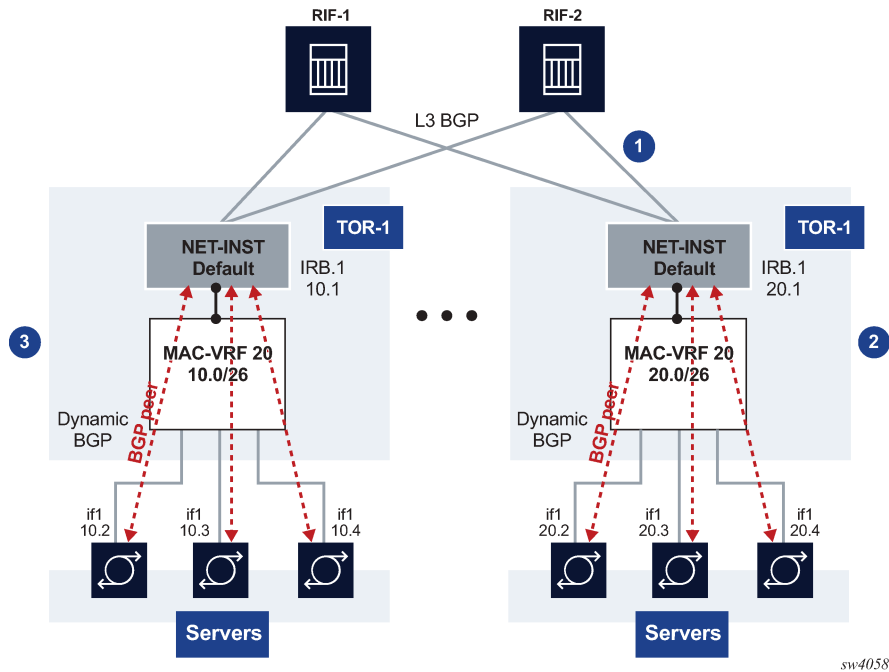 RIF-1
RIF-2
L3 BGP
1
TOR-1
NET-INST
Default
IRB.1
10.1
3
MAC-VRF 20
10.0/26
BGP peer
Dynamic
BGP
if1
10.2
if1
10.3
if1
10.4
Servers
TOR-1
NET-INST
Default
IRB.1
20.1
2
MAC-VRF 20
20.0/26
BGP peer
Dynamic
BGP
if1
20.2
if1
20.3
if1
20.4
Servers
sw4058